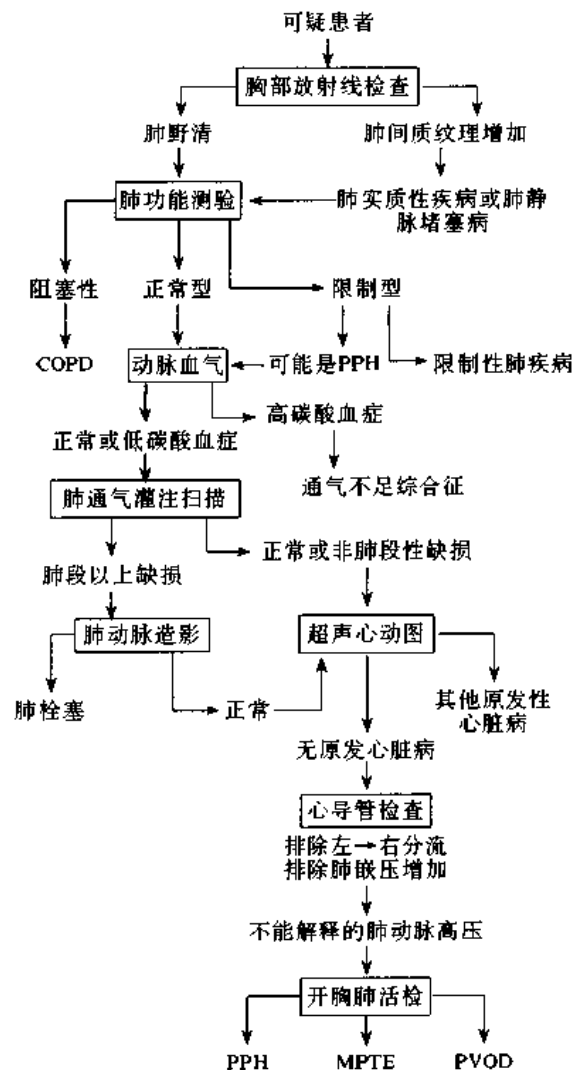 可疑患者
胸部放射线检查
肺野清
肺间质纹理增加
肺功能测验
肺实质性疾病或肺静
脉堵塞病
阻塞性
正常型
限制型
COPD
动脉血气
可能是PPH
限制性肺疾病
高碳酸血症
正常或低碳酸血症
通气不足综合征
肺通气灌注扫描
正常或非肺段性缺损
肺段以上缺损
肺动脉造影
超声心动图
肺栓塞
正常
其他原发性
心脏病
无原发心脏病
心导管检查
排除左→右分流
排除肺嵌压增加
不能解释的肺动脉高压
开胸肺活检
PPH
MPTE
PVOD